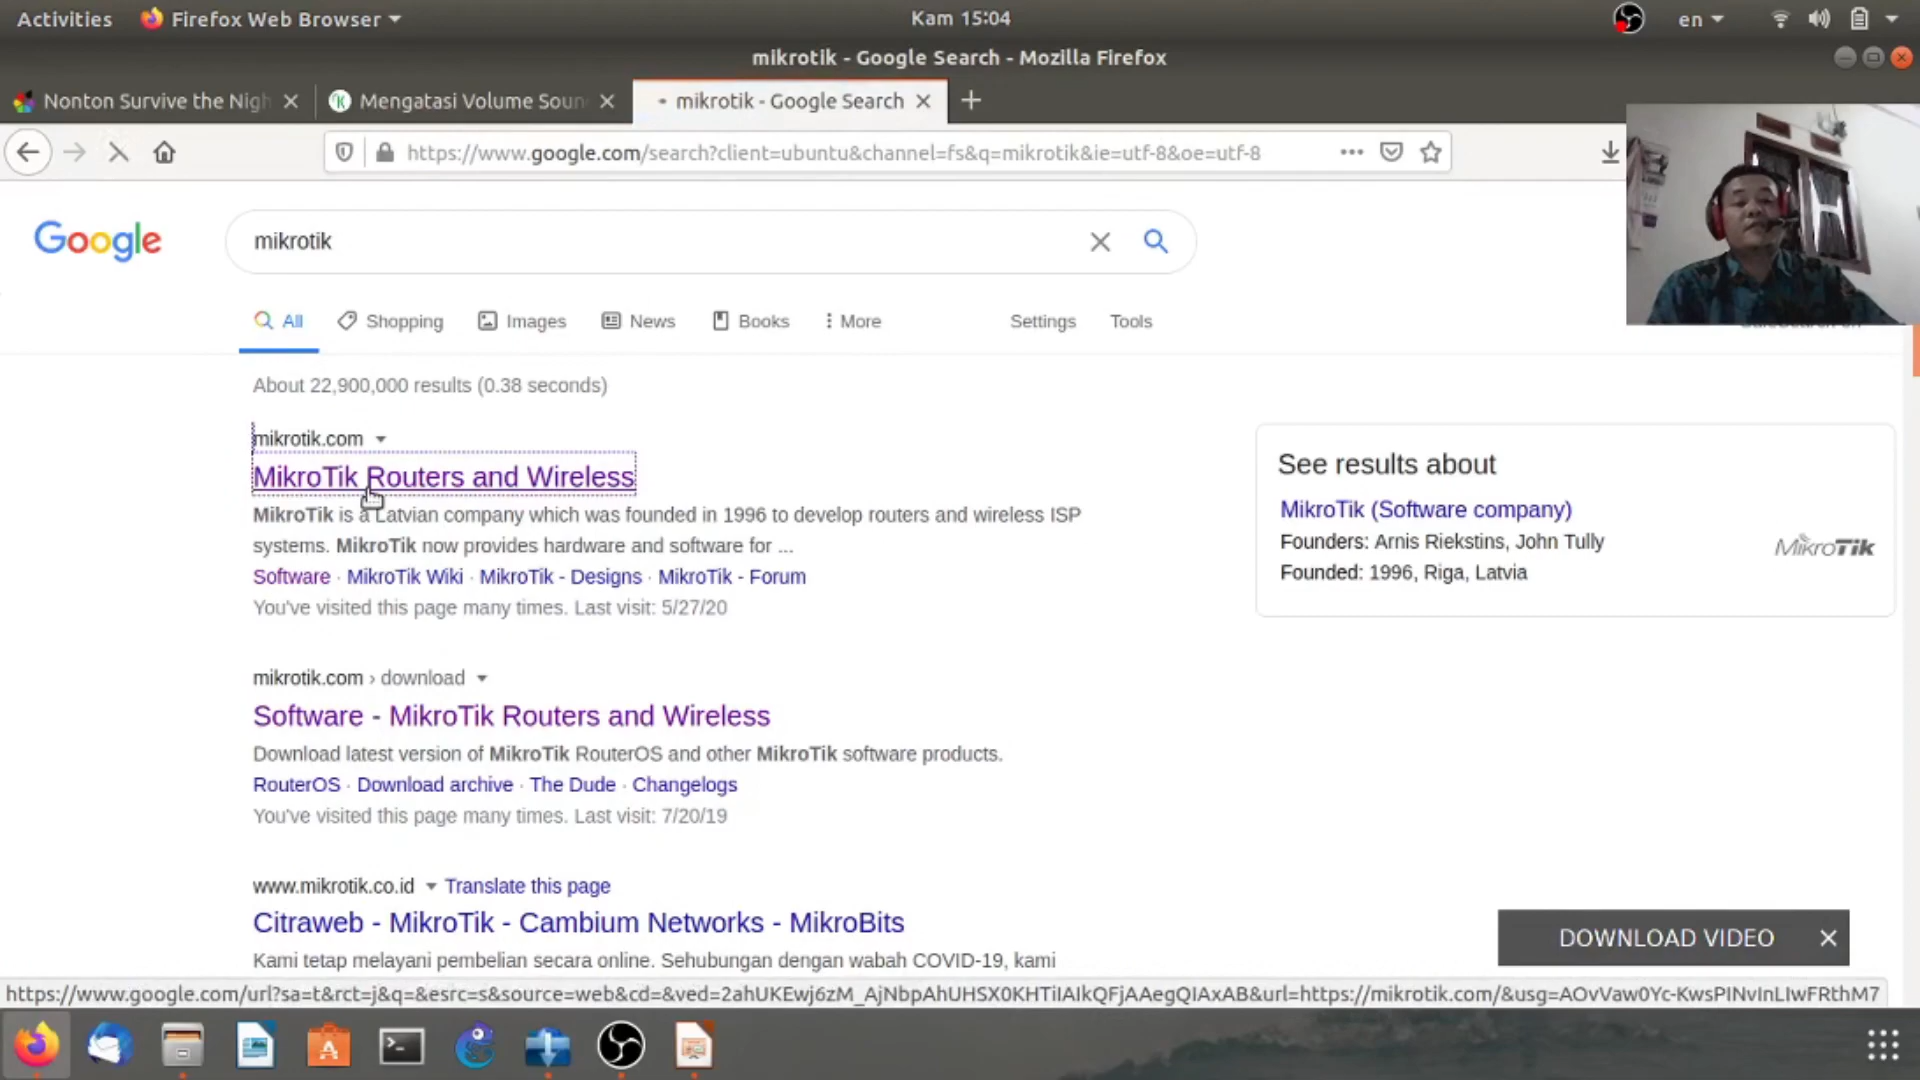 Activities
Firefox Web Browser
Kam 15:04
en
mikrotik - Google Search - Mozilla Firefox
Nonton Survive the Nigh
Mengatasi Volume Soun
mikrotik - Google Search
https://www.google.com/search?client=ubuntu&channel=fs&q=mikrotik&ie=utf-8&oe=utf-8
Google
mikrotik
All
Shopping
Images
News
Books
More
Settings
Tools
About 22,900,000 results (0.38 seconds)
mikrotik.com
MikroTik Routers and Wireless
MikroTik is a Latvian company which was founded in 1996 to develop routers and wireless ISP
systems. MikroTik now provides hardware and software for ...
Software · MikroTik Wiki · MikroTik - Designs · MikroTik - Forum
You've visited this page many times. Last visit: 5/27/20
See results about
MikroTik (Software company)
Founders: Arnis Riekstins, John Tully
Founded: 1996, Riga, Latvia
MikroTik
mikrotik.com › download
Software - MikroTik Routers and Wireless
Download latest version of MikroTik RouterOS and other MikroTik software products.
RouterOS · Download archive · The Dude · Changelogs
You've visited this page many times. Last visit: 7/20/19
www.mikrotik.co.id
Translate this page
Citraweb - MikroTik - Cambium Networks - MikroBits
Kami tetap melayani pembelian secara online. Sehubungan dengan wabah COVID-19, kami
DOWNLOAD VIDEO
https://www.google.com/url?sa=t&rct=j&q=&esrc=s&source=web&cd=&ved=2ahUKEwj6zM_AjNbpAhUHSX0KHTiIAIkQFjAAegQIAxAB&url=https://mikrotik.com/&usg=AOvVaw0Yc-KwsPINvInLIwFRthM7